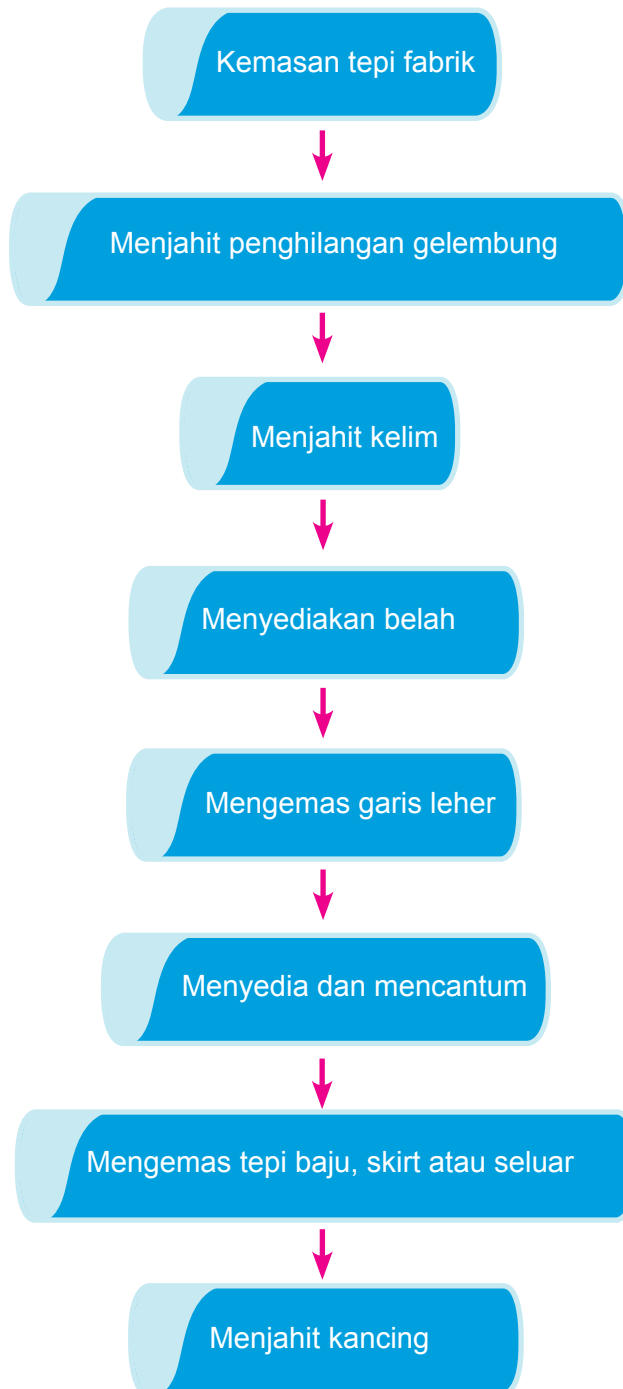 Kemasan tepi fabrik
Menjahit penghilangan gelembung
Menjahit kelim
Menyediakan belah
Mengemas garis leher
Menyedia dan mencantum
Mengemas tepi baju, skirt atau seluar
Menjahit kancing